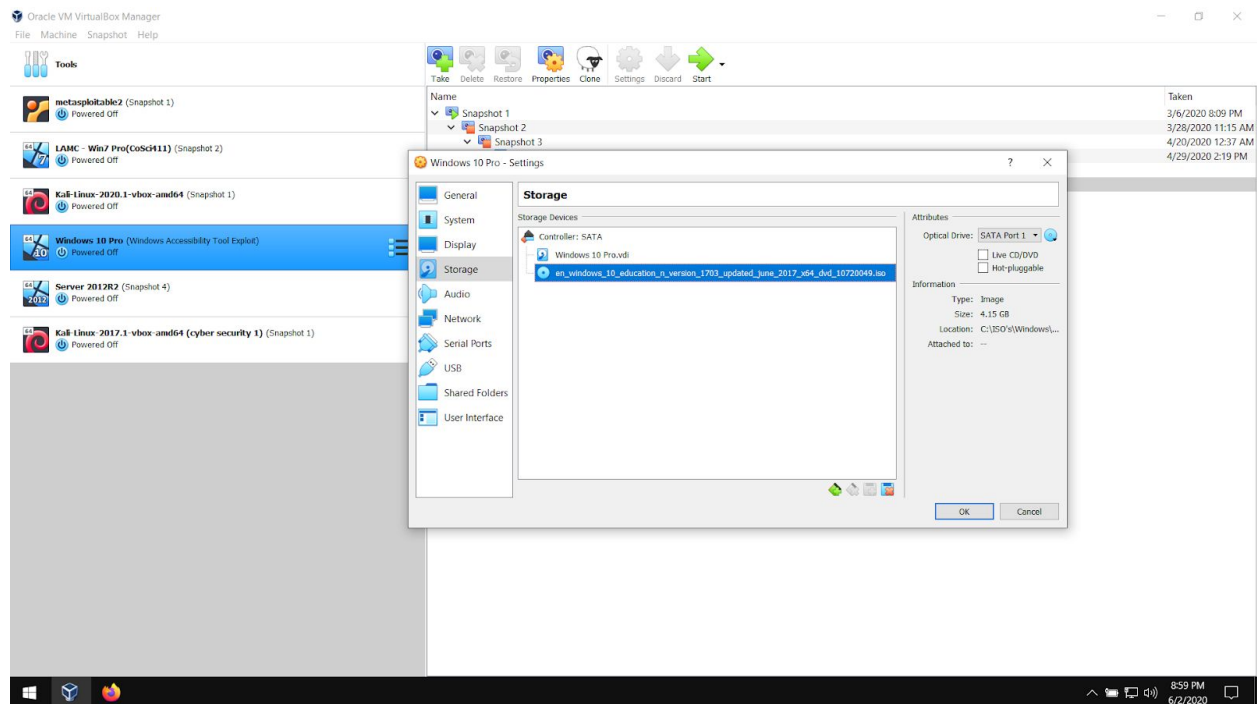 Oracle VM VirtualBox Manager
File Machine Snapshot Help
Tools
Take Delete Restore Properties Clone Settings Discard Start
metasploitable2 (Snapshot 1)
Powered Off
LAMC - Win7 Pro(CoSci411) (Snapshot 2)
Powered Off
Kali-Linux-2020.1-vbox-amd64 (Snapshot 1)
Powered Off
Windows 10 Pro (Windows Accessibility Tool Exploit)
Powered Off
Server 2012R2 (Snapshot 4)
Powered Off
Kali-Linux-2017.1-vbox-amd64 (cyber security 1) (Snapshot 1)
Powered Off
Name Taken
Snapshot 1 3/6/2020 8:09 PM
Snapshot 2 3/28/2020 11:15 AM
Snapshot 3 4/20/2020 12:37 AM
4/29/2020 2:19 PM
Windows 10 Pro - Settings
General
System
Display
Storage
Audio
Network
Serial Ports
USB
Shared Folders
User Interface
Storage
Storage Devices
Controller: SATA
Windows 10 Pro.vdi
en_windows_10_education_n_version_1703_updated_june_2017_x64_dvd_10720049.iso
Attributes
Optical Drive: SATA Port 1
Live CD/DVD
Hot-pluggable
Information
Type: Image
Size: 4.15 GB
Location: C:\ISO's\Windows\...
Attached to: --
OK Cancel
8:59 PM
6/2/2020